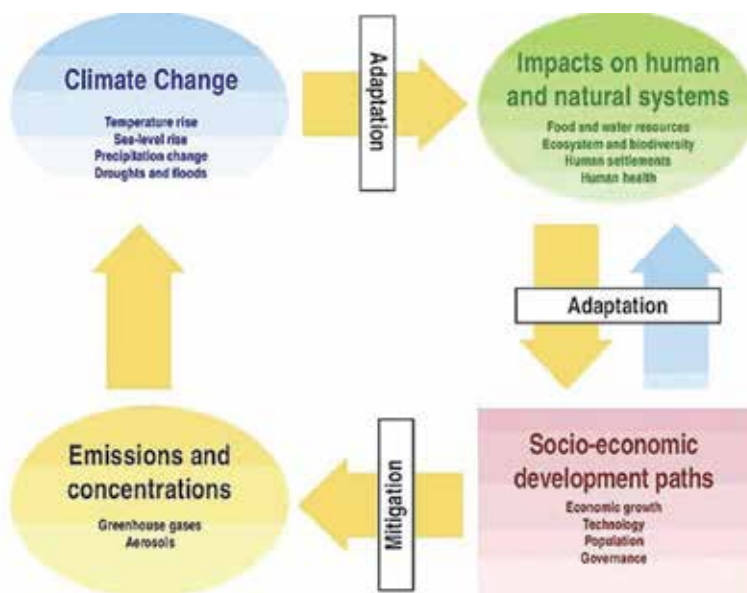 Climate Change
Temperature rise
Sea-level rise
Precipitation change
Droughts and floods
Adaptation
Impacts on human
and natural systems
Food and water resources
Ecosystem and biodiversity
Human settlements
Human health
Adaptation
Emissions and
concentrations
Greenhouse gases
Aerosols
Mitigation
Socio-economic
development paths
Economic growth
Technology
Population
Governance